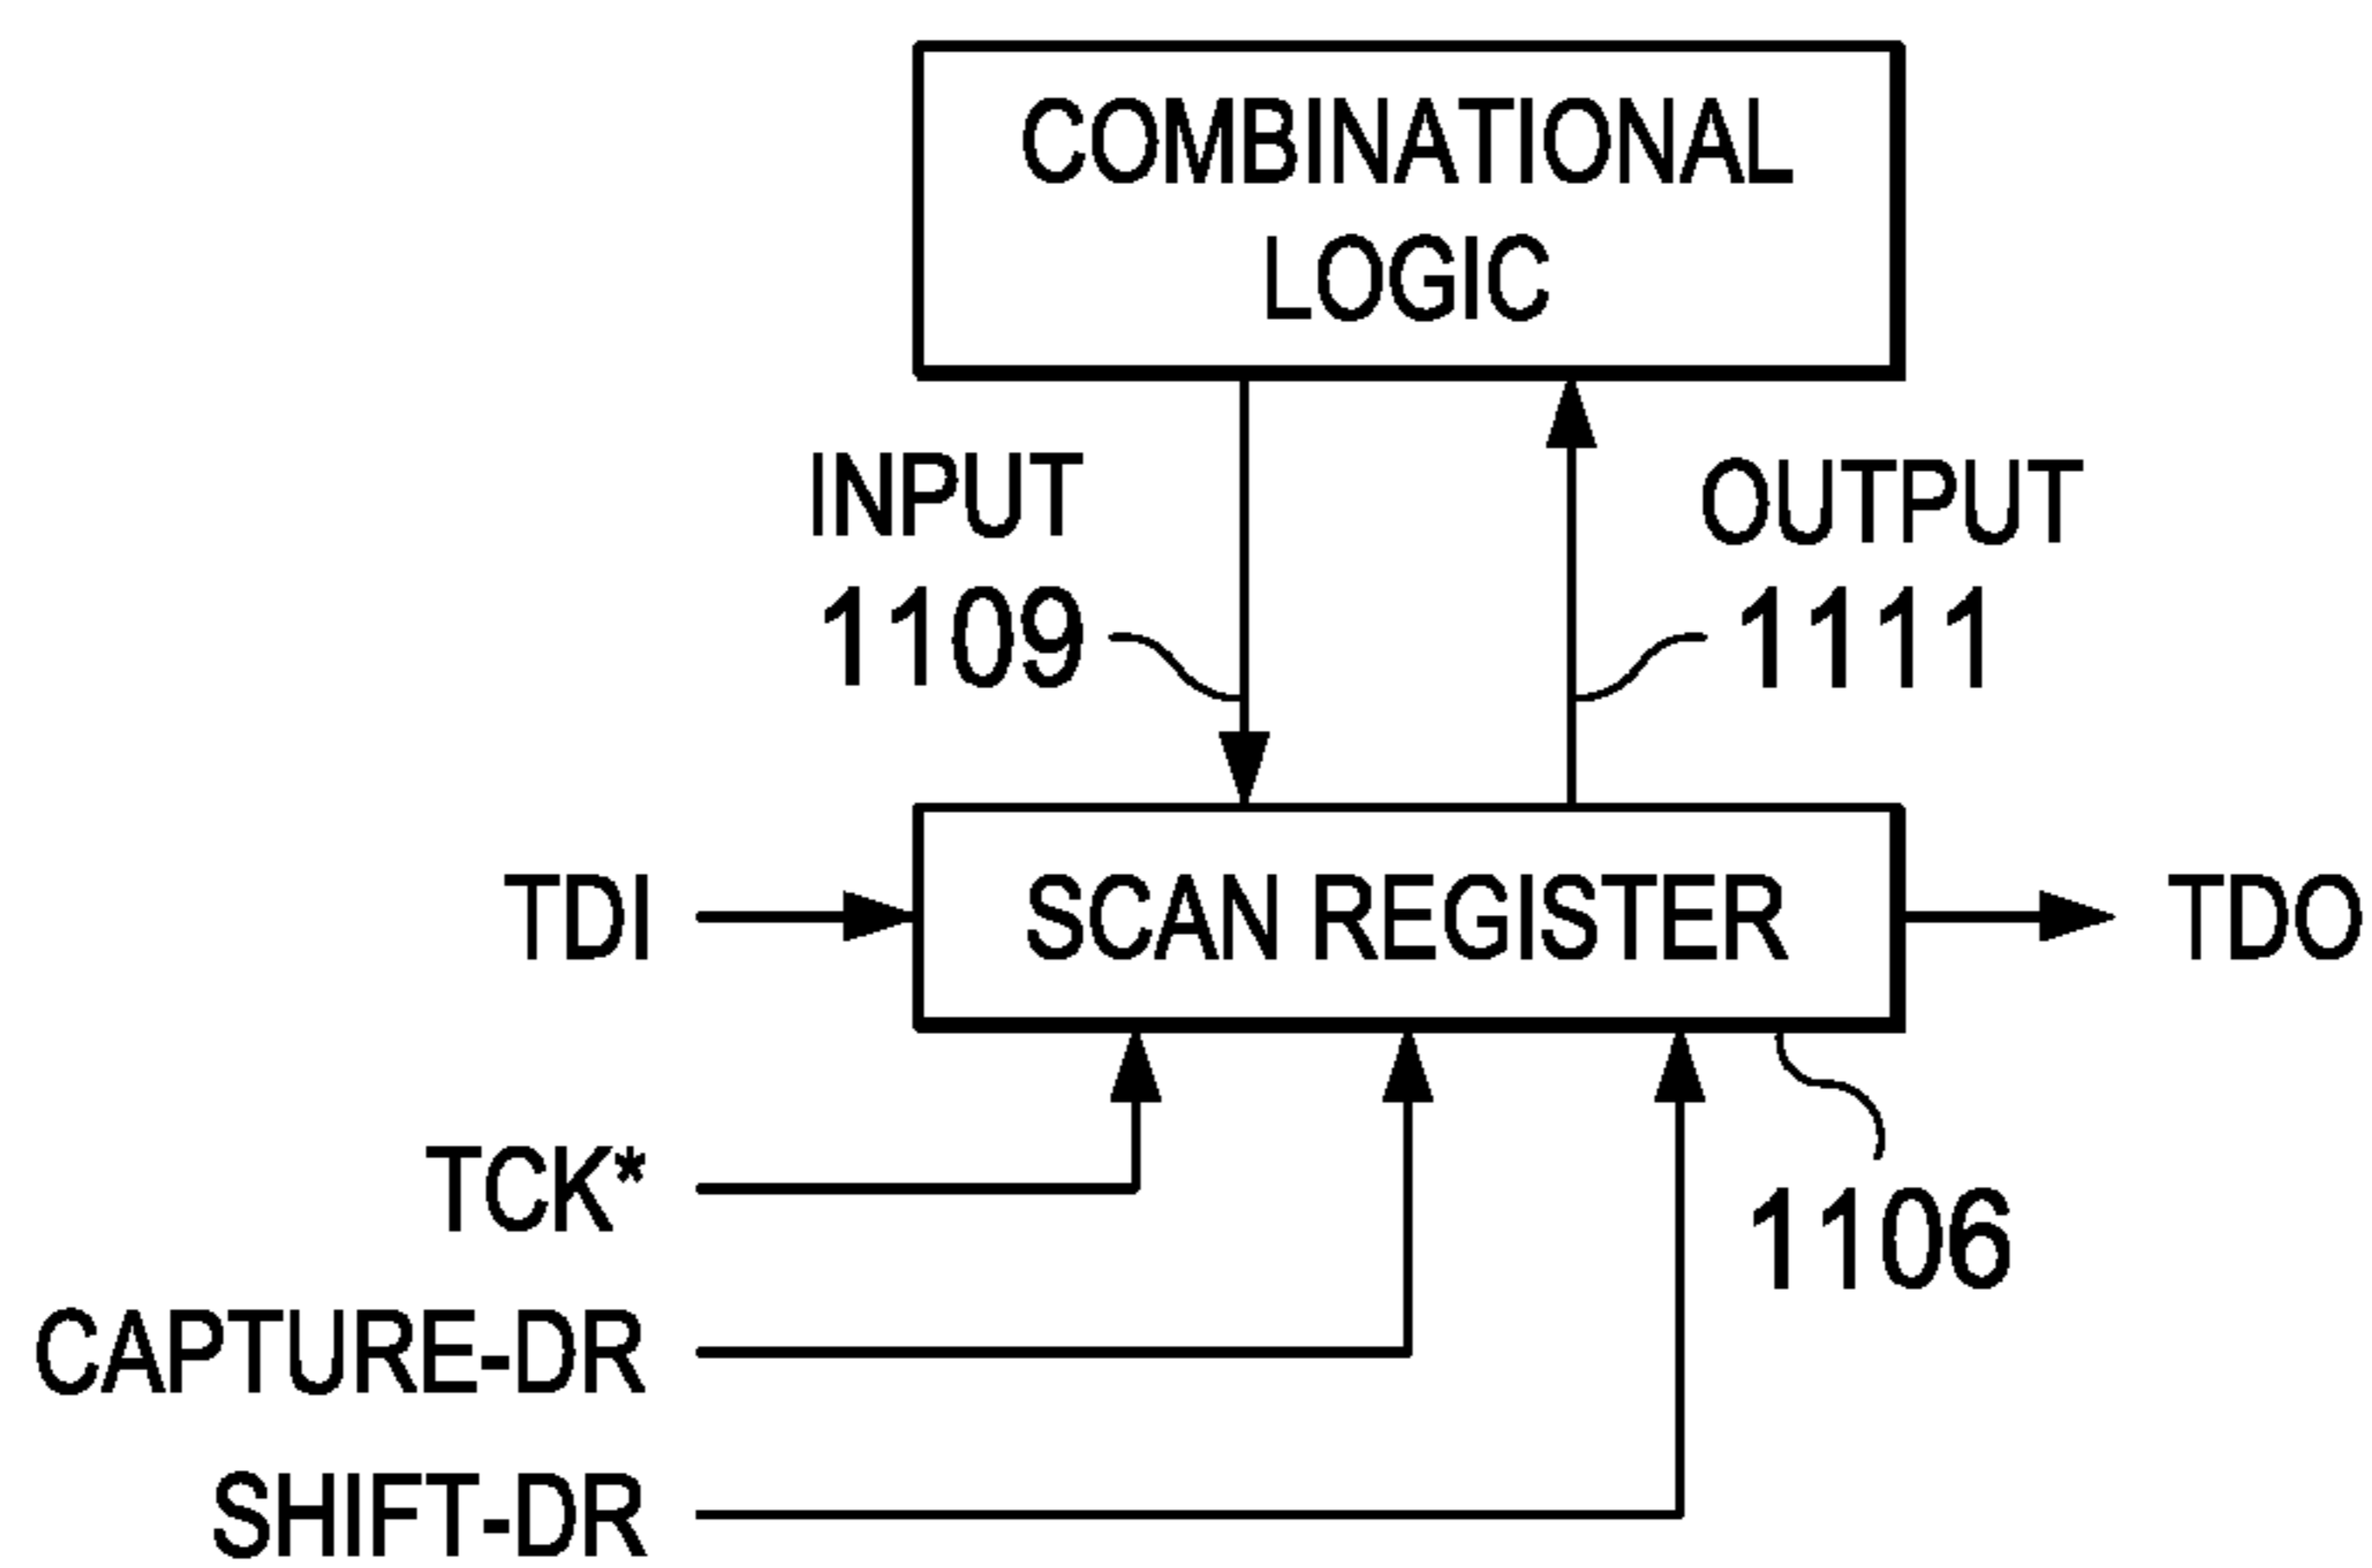 COMBINATIONAL
LOGIC
INPUT
1109
OUTPUT
1111
TDI
SCAN REGISTER
TDO
TCK*
1106
CAPTURE-DR
SHIFT-DR